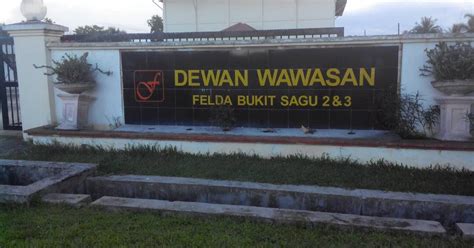 DEWAN WAWASAN
FELDA BUKIT SAGU 2 & 3